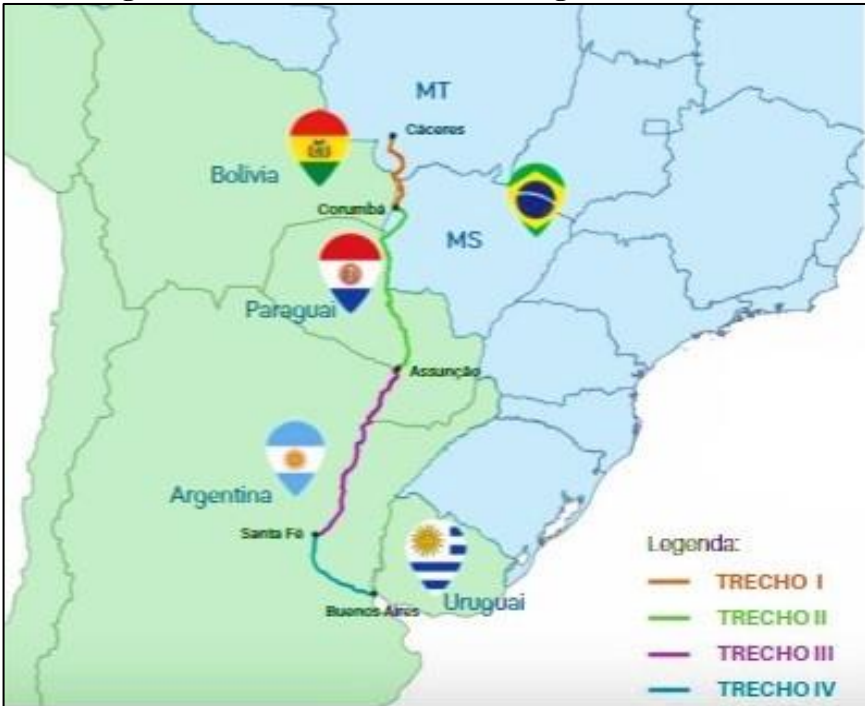 MT
Cáceres
Bolívia
Corumbá
MS
Paraguai
Assunção
Argentina
Santa Fé
Buenos Aires
Uruguai
Legenda:
TRECHO I
TRECHO II
TRECHO III
TRECHO IV